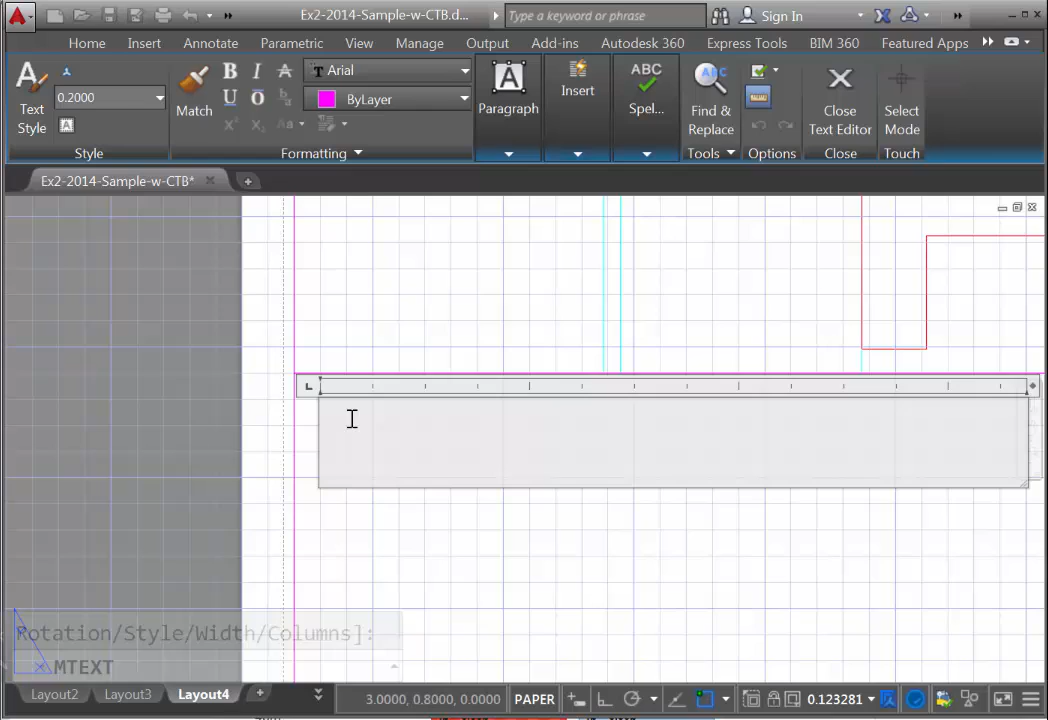 Ex2-2014-Sample-w-CTB.d...
Type a keyword or phrase
Sign In
Home Insert Annotate Parametric View Manage Output Add-ins Autodesk 360 Express Tools BIM 360 Featured Apps
Text Style
0.2000
Style
Match
B I A
U O
Arial
ByLayer
Formatting
A
Paragraph
Insert
ABC
Spel...
ABC
Find & Replace
Tools
Options
Close Text Editor
Close
Select Mode
Touch
Ex2-2014-Sample-w-CTB*
Rotation/Style/Width/Columns]:
MTEXT
Layout2 Layout3 Layout4
3.0000, 0.8000, 0.0000 PAPER 0.123281